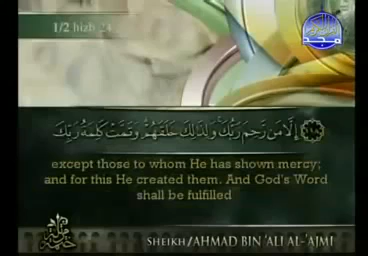 1/2 hizb 24
المجد
إِلَّا مَن رَّحِمَ رَبُّكَ ۚ وَلِذَٰلِكَ خَلَقَهُمْ ۗ وَتَمَّتْ كَلِمَةُ رَبِّكَ
except those to whom He has shown mercy;
and for this He created them. And God's Word
shall be fulfilled
SHEIKH/AHMAD BIN 'ALI AL-'AJMI